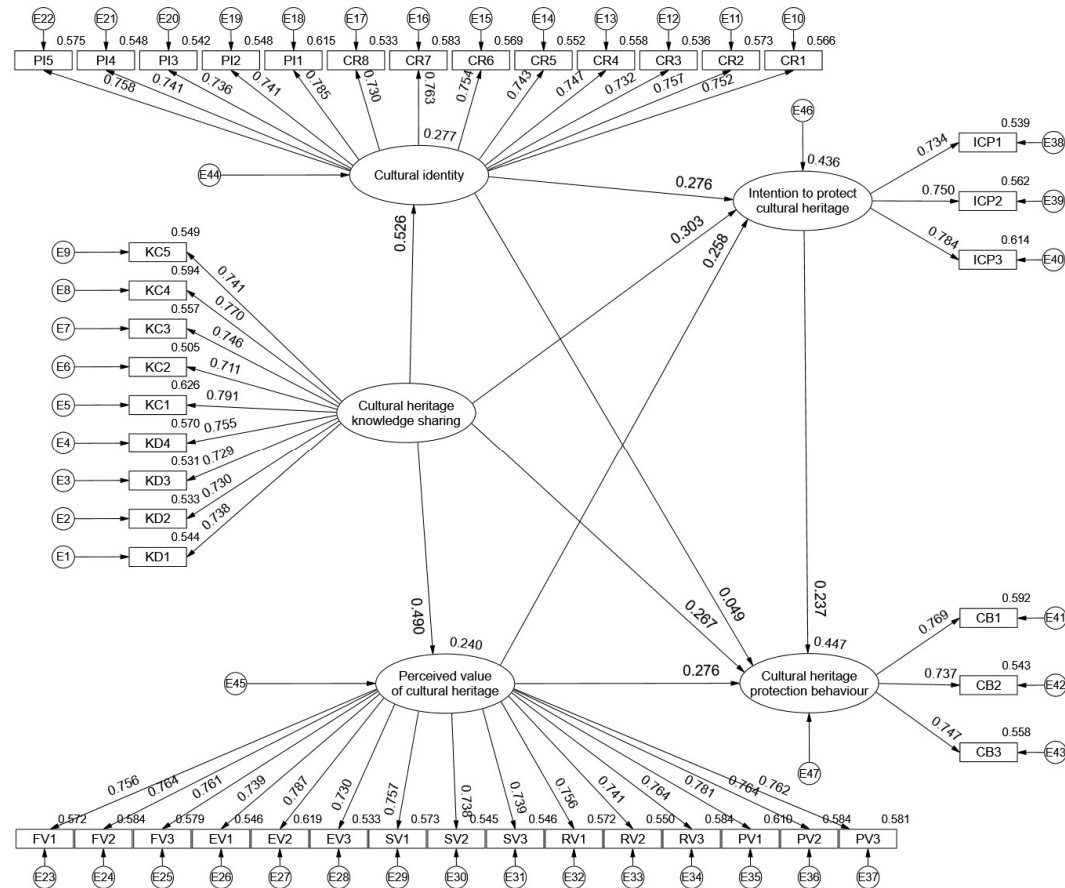 E22 E21 E20 E19 E18 E17 E16 E15 E14 E13 E12 E11 E10
0.575 0.548 0.542 0.548 0.615 0.533 0.583 0.569 0.552 0.558 0.536 0.573 0.566
PI5 PI4 PI3 PI2 PI1 CR8 CR7 CR6 CR5 CR4 CR3 CR2 CR1
0.758 0.741 0.736 0.741 0.785 0.730 0.763 0.754 0.743 0.747 0.732 0.757 0.752
0.277
E44
Cultural identity
E46
0.436
Intention to protect
cultural heritage
0.539
0.734 ICP1 E38
0.562
0.750 ICP2 E39
0.614
0.784 ICP3 E40
0.276
0.303
0.258
0.526
0.549
E9 KC5 0.741
0.594
E8 KC4 0.770
0.557
E7 KC3 0.746
0.505
E6 KC2 0.711
0.626
E5 KC1 0.791
0.570
E4 KD4 0.755
0.531
E3 KD3 0.729
0.533
E2 KD2 0.730
0.544
E1 KD1 0.738
Cultural heritage
knowledge sharing
0.490
0.267
0.049
0.237
0.240
E45
Perceived value
of cultural heritage
0.276
0.447
Cultural heritage
protection behaviour
E47
0.592
0.769 CB1 E41
0.543
0.737 CB2 E42
0.558
0.747 CB3 E43
0.756 0.764 0.761 0.739 0.787 0.730 0.757 0.738 0.739 0.756 0.741 0.764 0.781 0.764 0.762
0.572 0.584 0.579 0.546 0.619 0.533 0.573 0.545 0.546 0.572 0.550 0.584 0.610 0.584 0.581
FV1 FV2 FV3 EV1 EV2 EV3 SV1 SV2 SV3 RV1 RV2 RV3 PV1 PV2 PV3
E23 E24 E25 E26 E27 E28 E29 E30 E31 E32 E33 E34 E35 E36 E37